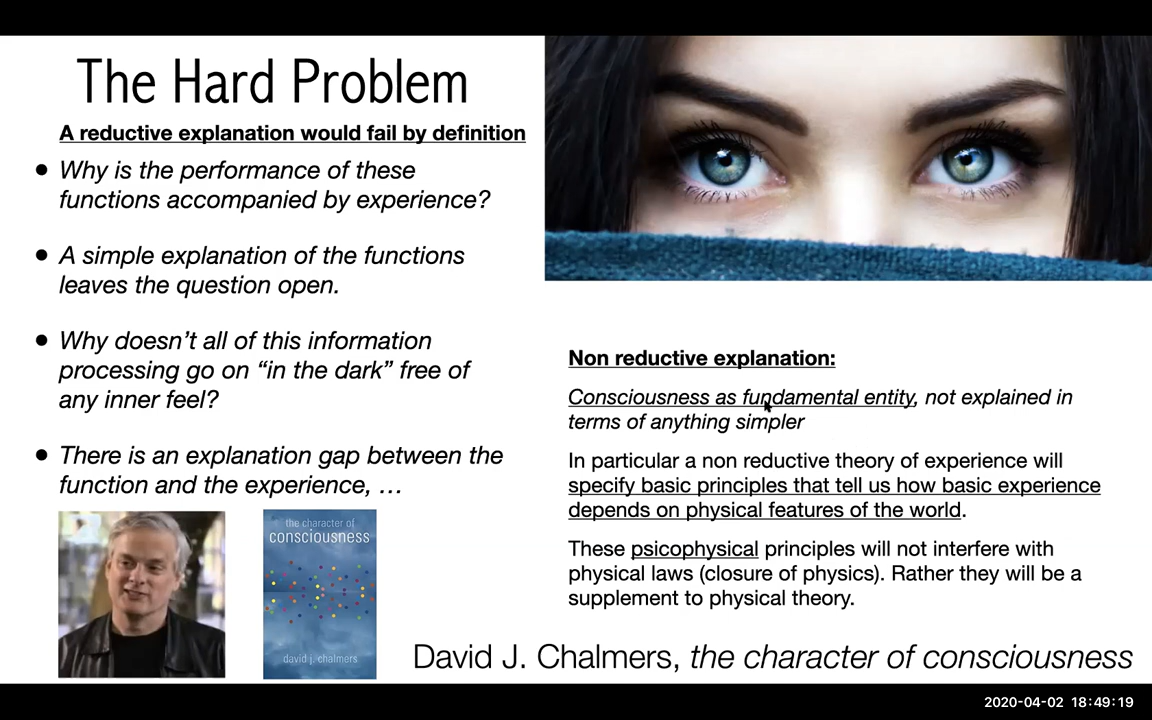 The Hard Problem
A reductive explanation would fail by definition
• Why is the performance of these
functions accompanied by experience?
• A simple explanation of the functions
leaves the question open.
• Why doesn’t all of this information
processing go on “in the dark” free of
any inner feel?
• There is an explanation gap between the
function and the experience, …
the character of
consciousness
david j. chalmers
Non reductive explanation:
Consciousness as fundamental entity, not explained in
terms of anything simpler
In particular a non reductive theory of experience will
specify basic principles that tell us how basic experience
depends on physical features of the world.
These psicophysical principles will not interfere with
physical laws (closure of physics). Rather they will be a
supplement to physical theory.
David J. Chalmers, the character of consciousness
2020-04-02 18:49:19